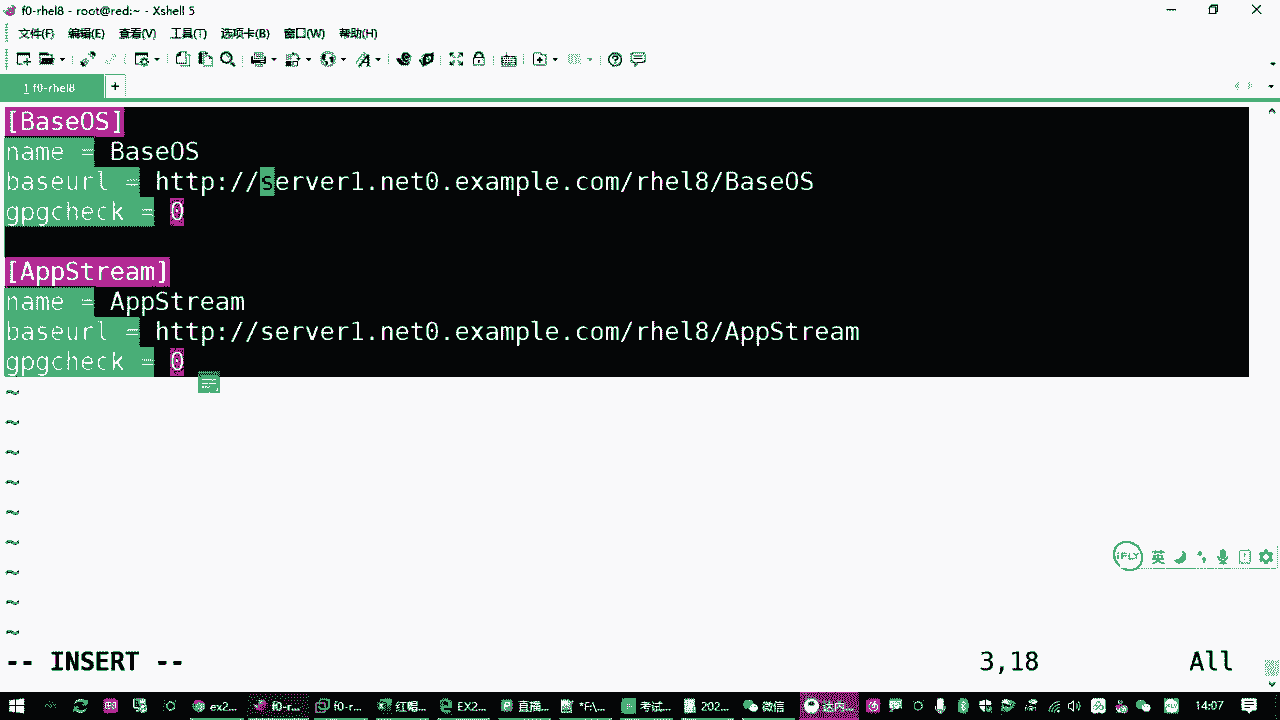 f0-rhel8 - root@red:~ - Xshell 5
文件(F) 编辑(E) 查看(V) 工具(T) 选项卡(B) 窗口(W) 帮助(H)
1 f0-rhel8
[BaseOS]
name = BaseOS
baseurl = http://server1.net0.example.com/rhel8/BaseOS
gpgcheck = 0
[AppStream]
name = AppStream
baseurl = http://server1.net0.example.com/rhel8/AppStream
gpgcheck = 0
~
~
~
~
~
~
~
~
~
iFLY 英
-- INSERT -- 3,18 All
ex2... f0-r... f0-r... 红帽... EX2... 直播... *F:\... 考试... 202... 微信 达内... 14:07